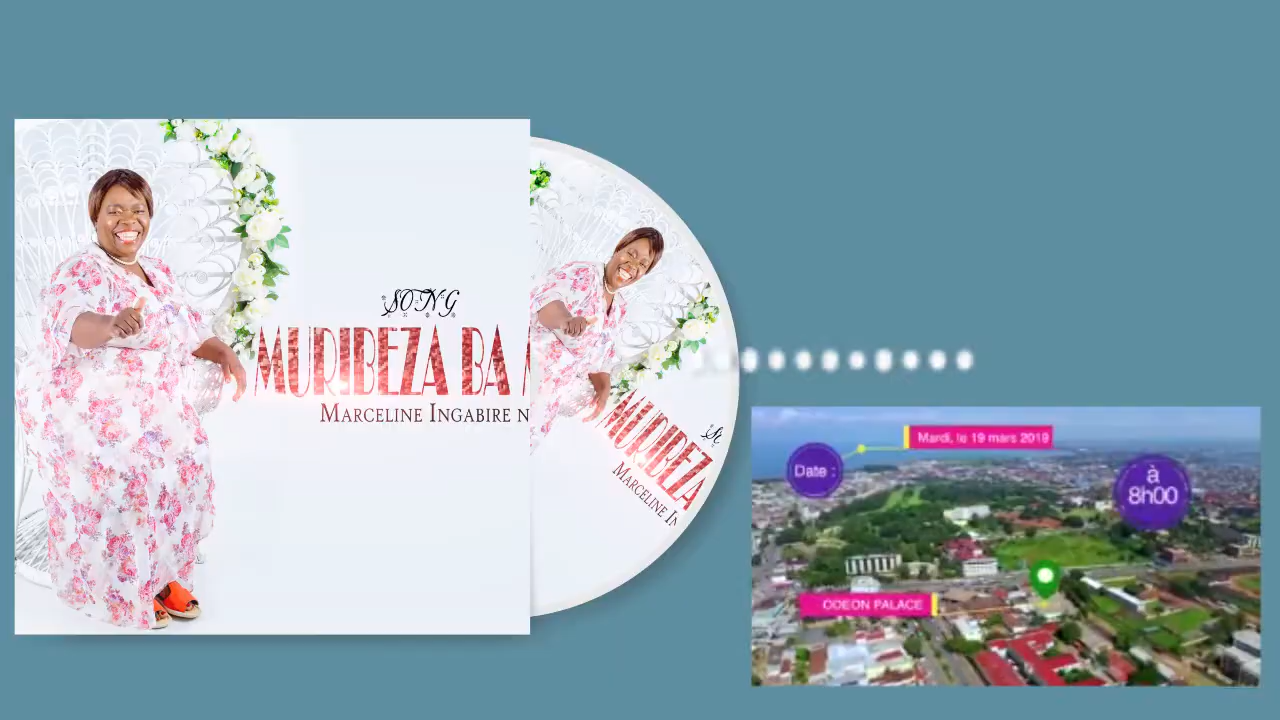 SONG
MURIBEZA BA
MARCELINE INGABIRE N
MURIBEZA
MARCELINE IN
Mardi, le 19 mars 2019
Date :
à
8h00
ODEON PALACE